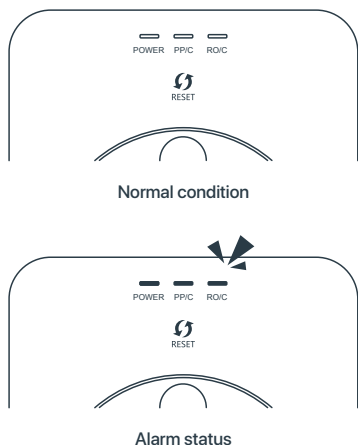 POWER PP/C RO/C
RESET
Normal condition
POWER PP/C RO/C
RESET
Alarm status